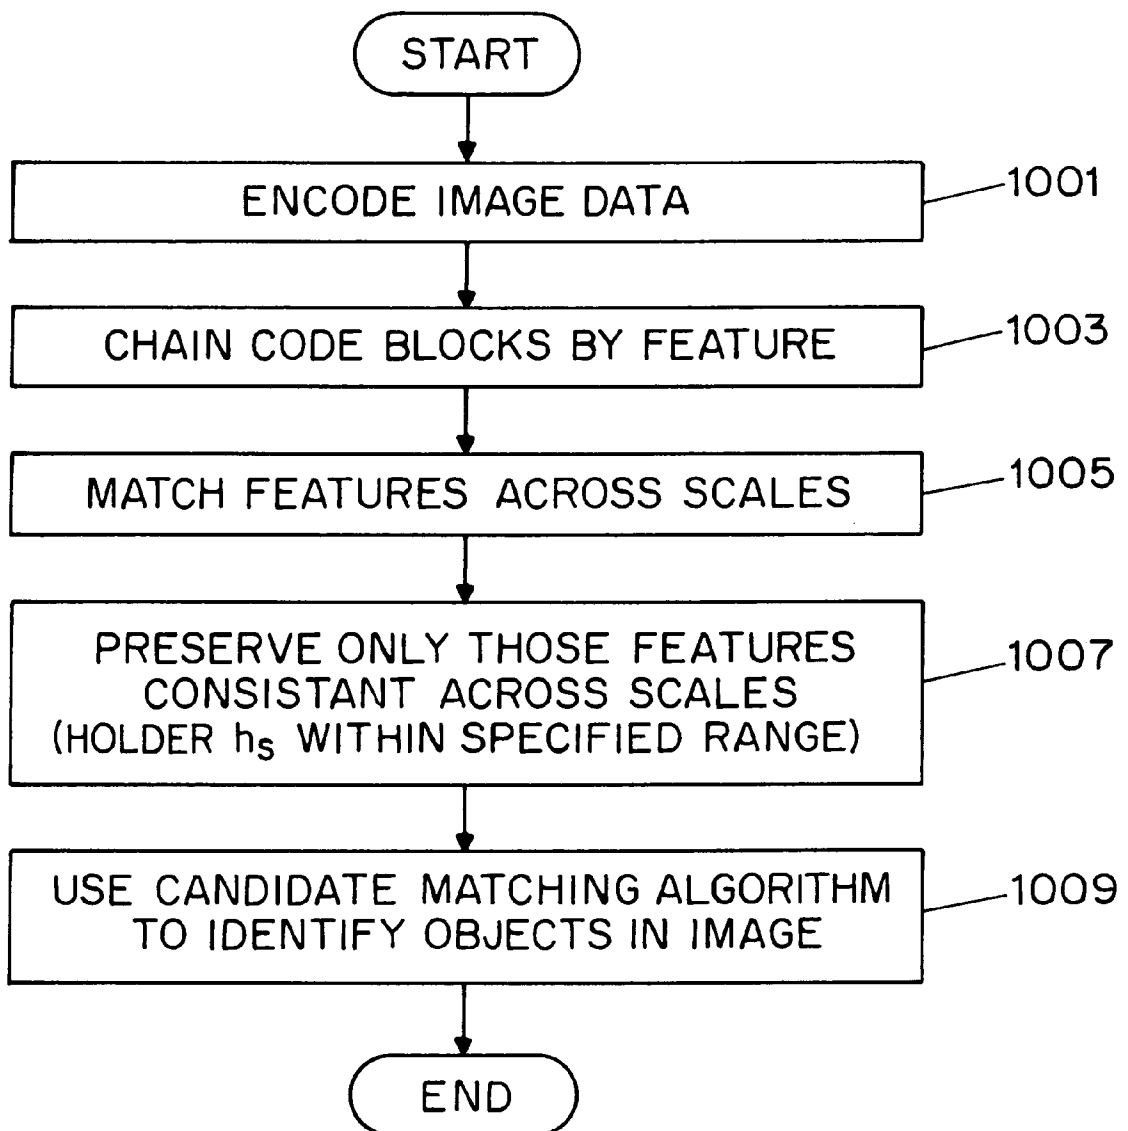 START
ENCODE IMAGE DATA
1001
CHAIN CODE BLOCKS BY FEATURE
1003
MATCH FEATURES ACROSS SCALES
1005
PRESERVE ONLY THOSE FEATURES
CONSISTANT ACROSS SCALES
(HOLDER hs WITHIN SPECIFIED RANGE)
1007
USE CANDIDATE MATCHING ALGORITHM
TO IDENTIFY OBJECTS IN IMAGE
1009
END